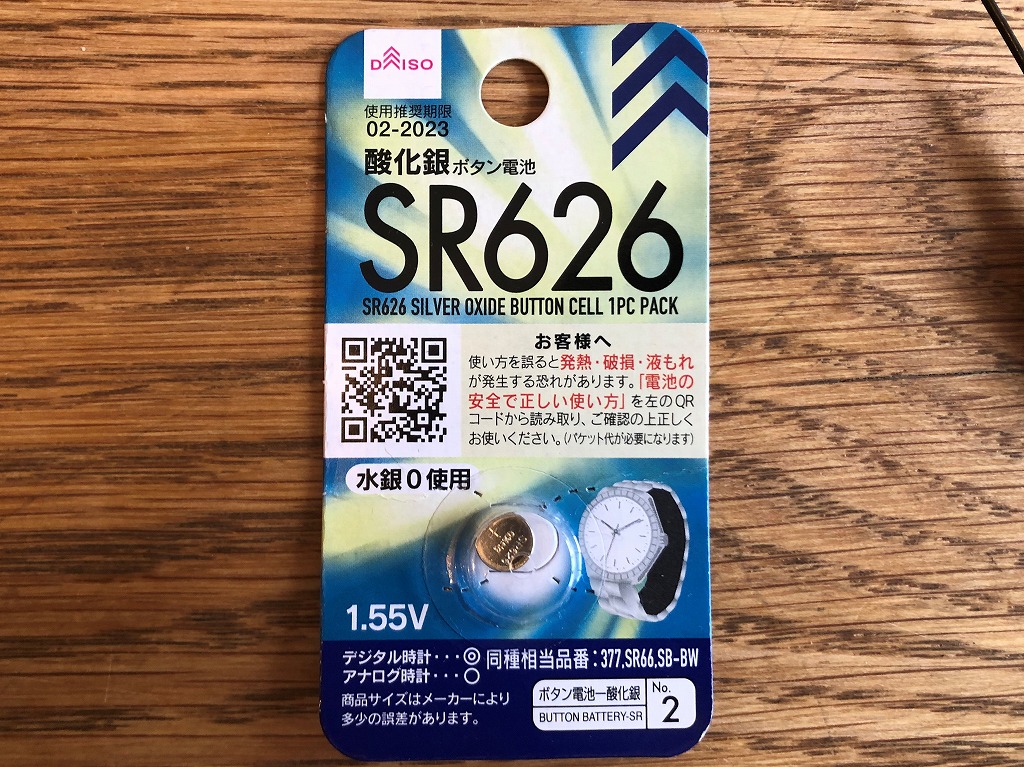 DAISO
使用推奨期限
02-2023
酸化銀ボタン電池
SR626
SR626 SILVER OXIDE BUTTON CELL 1PC PACK
お客様へ
使い方を誤ると発熱・破損・液もれ
が発生する恐れがあります。「電池の
安全で正しい使い方」を左のQR
コードから読み取り、ご確認の上正しく
お使いください。(パケット代が必要になります)
水銀0使用
1.55V
デジタル時計・・・◎
アナログ時計・・・○
同種相当品番：377,SR66,SB-BW
商品サイズはメーカーにより
多少の誤差があります。
ボタン電池ー酸化銀
BUTTON BATTERY-SR
No.
2